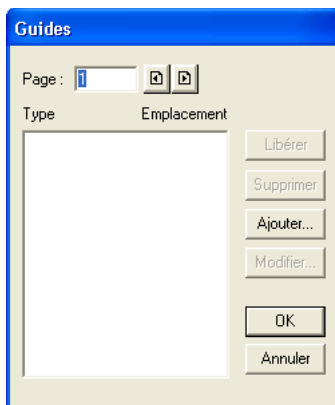 Guides
Page : 1
Type Emplacement
Libérer
Supprimer
Ajouter...
Modifier...
OK
Annuler